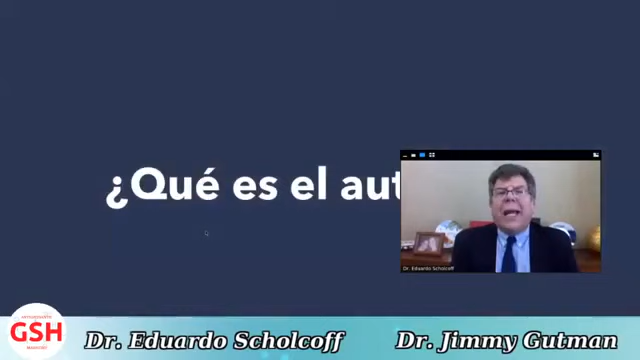 ¿Qué es el aut
Dr. Eduardo Scholcoff
GSH
Dr. Eduardo Scholcoff
Dr. Jimmy Gutman